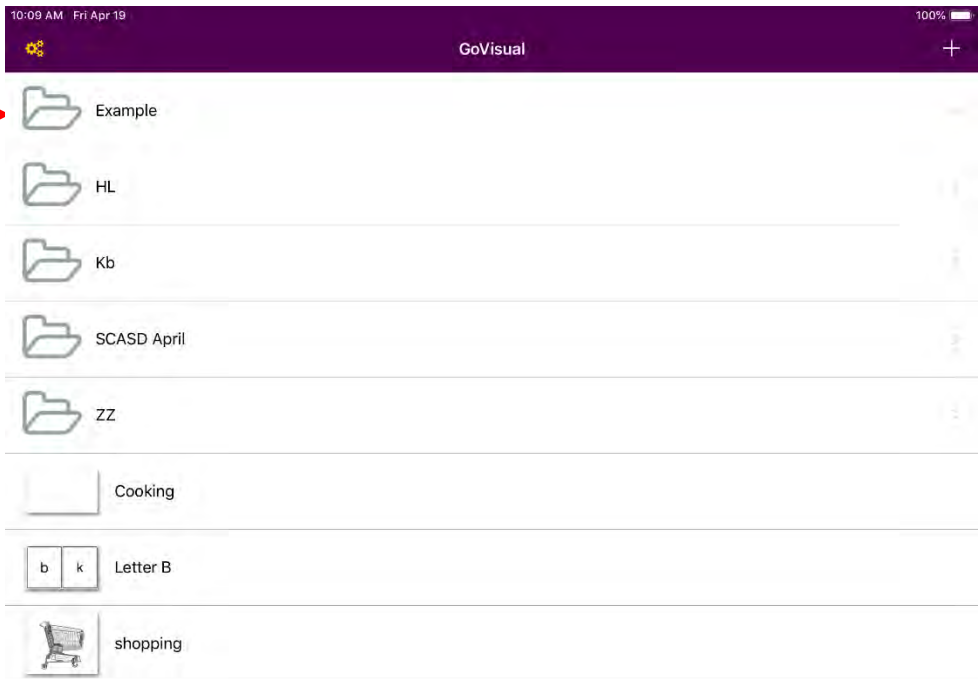 10:09 AM Fri Apr 19 100%
GoVisual
Example
HL
Kb
SCASD April
ZZ
Cooking
b k Letter B
shopping